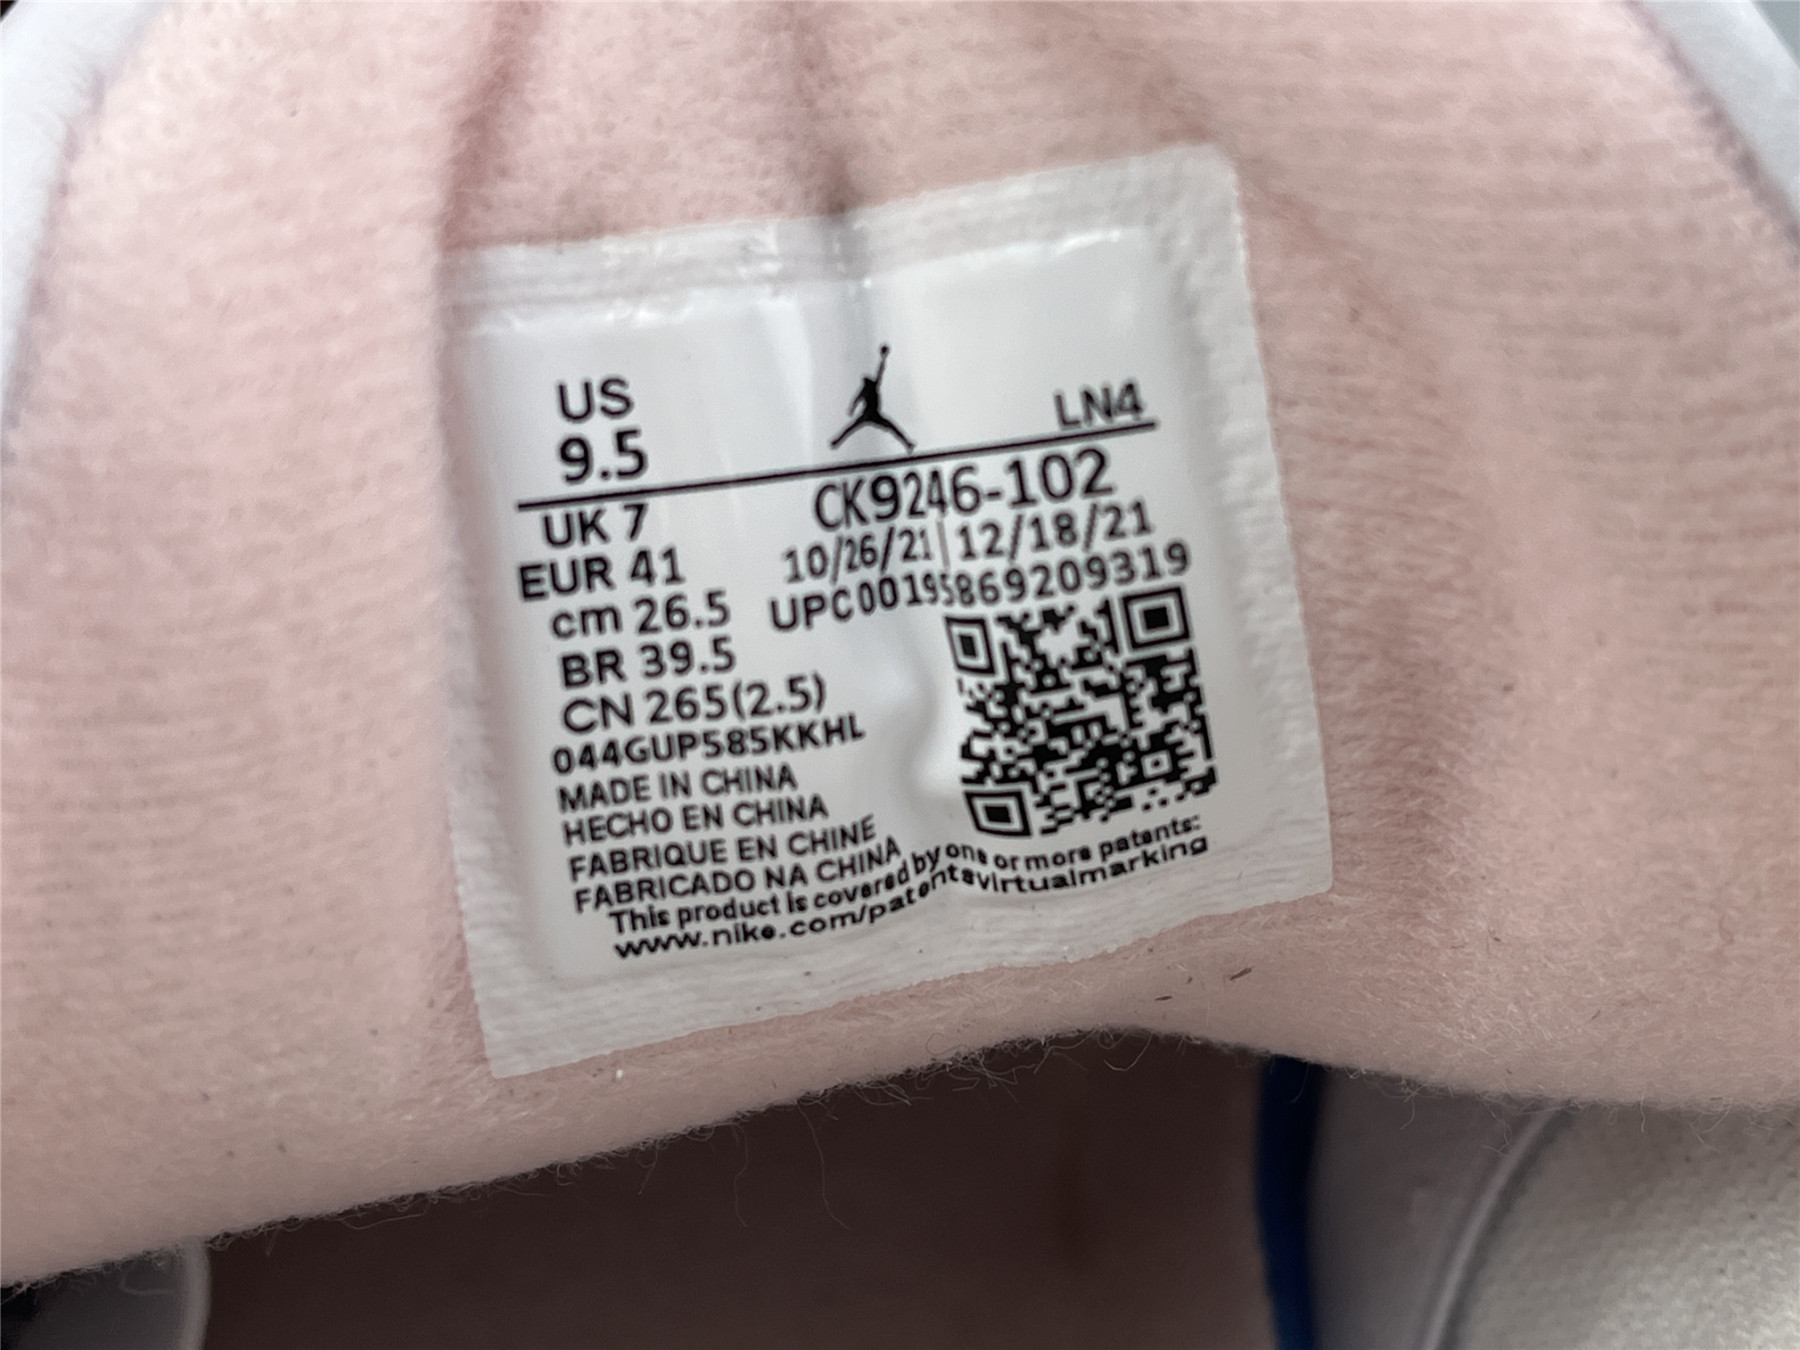 US
9.5
LN4
UK 7
CK9246-102
EUR 41
10/26/21 | 12/18/21
cm 26.5
UPC00195869209319
BR 39.5
CN 265(2.5)
044GUP585KKHL
MADE IN CHINA
HECHO EN CHINA
FABRIQUE EN CHINE
FABRICADO NA CHINA
This product is covered by one or more patents:
www.nike.com/patentsvirtualmarking